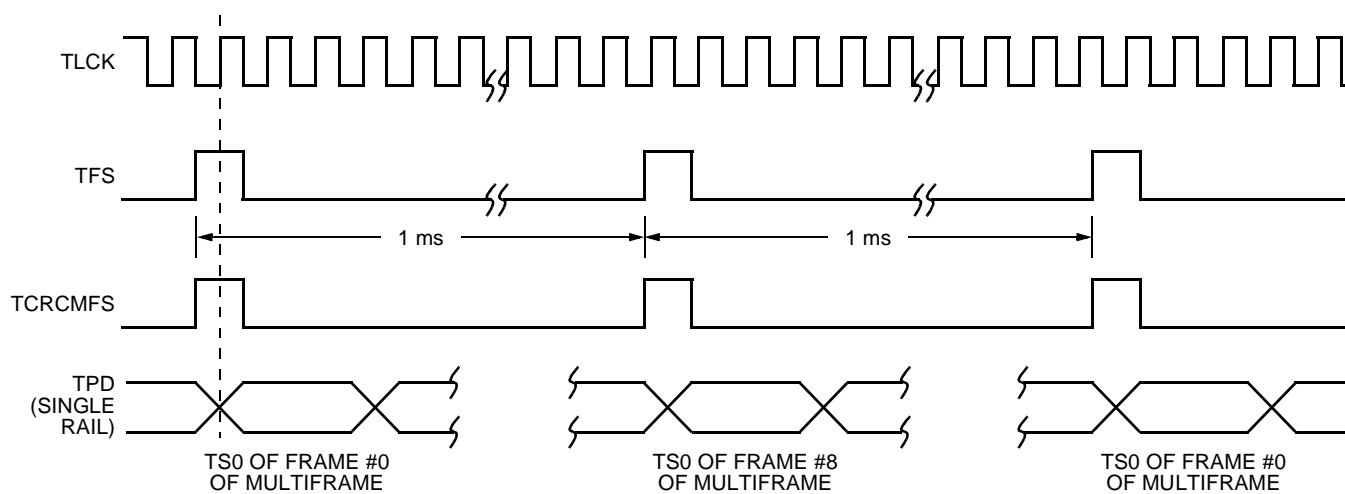 TLCK
TFS
1 ms
1 ms
TCRCMFS
TPD
(SINGLE
RAIL)
TS0 OF FRAME #0
OF MULTIFRAME
TS0 OF FRAME #8
OF MULTIFRAME
TS0 OF FRAME #0
OF MULTIFRAME